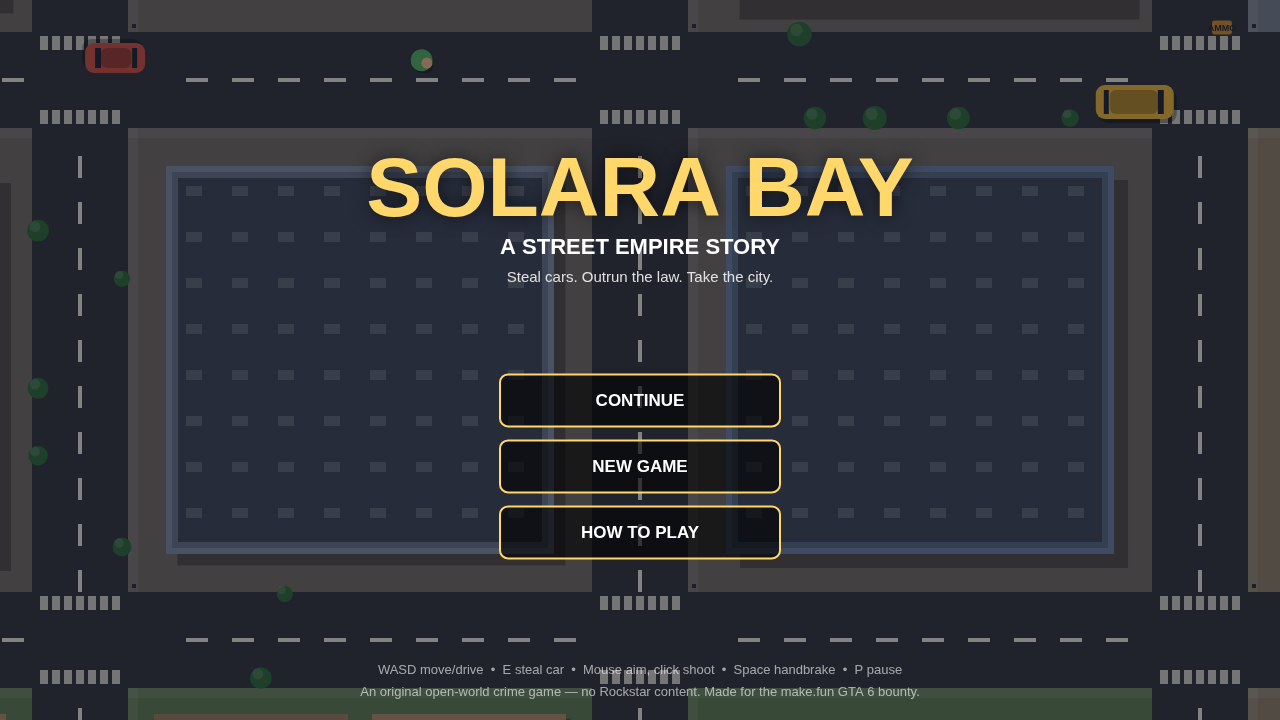 AMMO
SOLARA BAY
A STREET EMPIRE STORY
Steal cars. Outrun the law. Take the city.
CONTINUE
NEW GAME
HOW TO PLAY
WASD move/drive • E steal car • Mouse aim, click shoot • Space handbrake • P pause
An original open-world crime game — no Rockstar content. Made for the make.fun GTA 6 bounty.